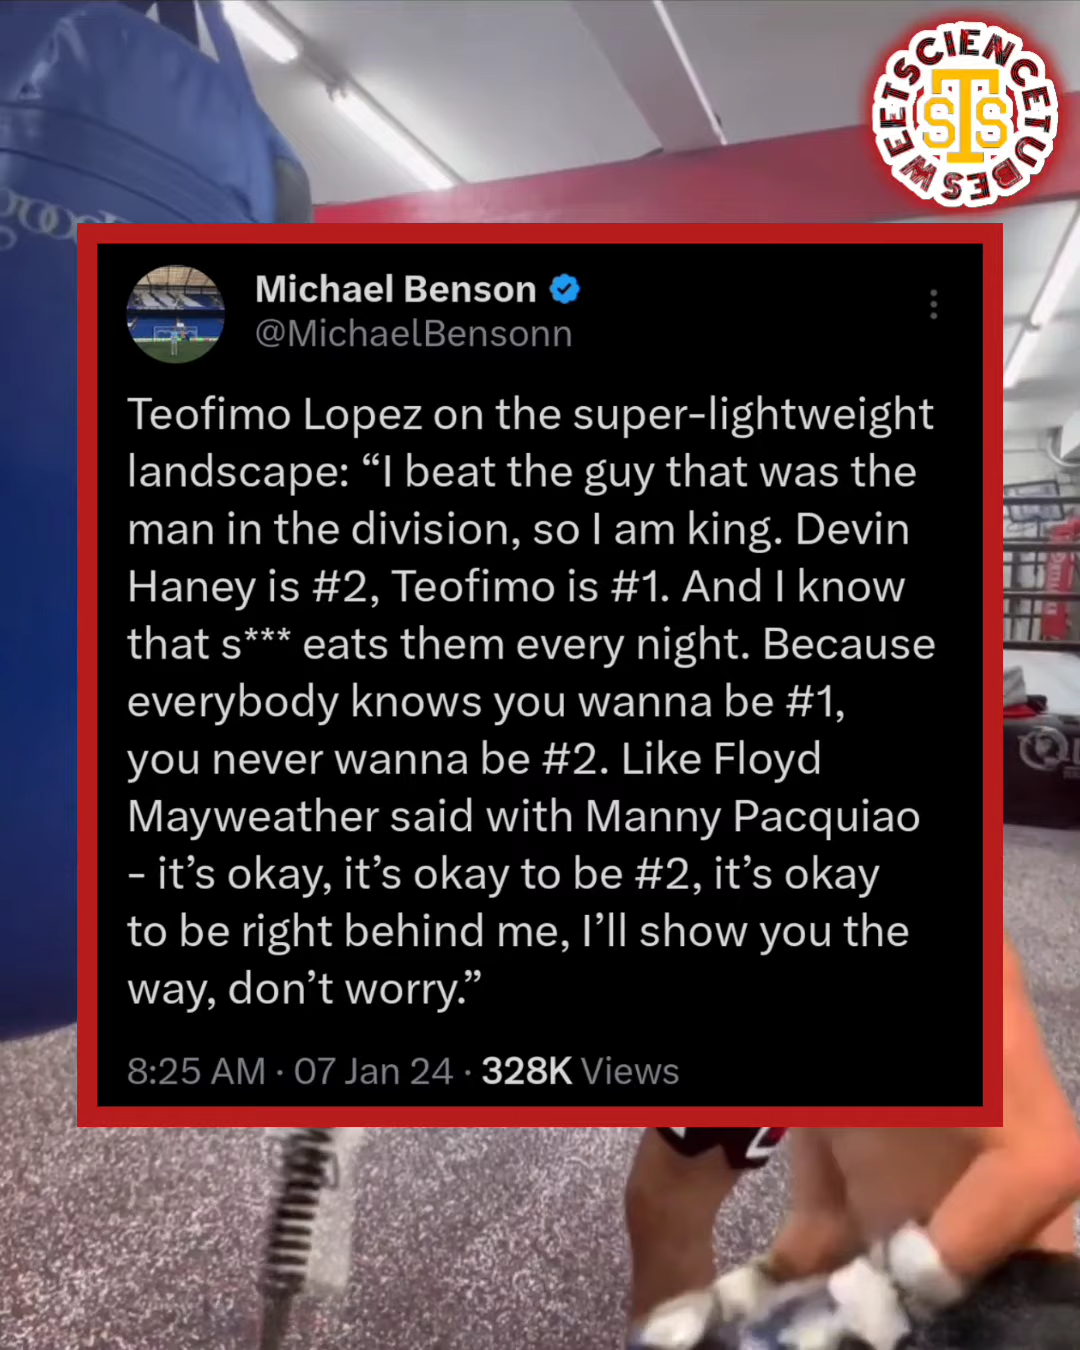 SWEETSCIENCETUBE
STS
Michael Benson
@MichaelBensonn
Teofimo Lopez on the super-lightweight
landscape: “I beat the guy that was the
man in the division, so I am king. Devin
Haney is #2, Teofimo is #1. And I know
that s*** eats them every night. Because
everybody knows you wanna be #1,
you never wanna be #2. Like Floyd
Mayweather said with Manny Pacquiao
- it’s okay, it’s okay to be #2, it’s okay
to be right behind me, I’ll show you the
way, don’t worry.”
8:25 AM · 07 Jan 24 · 328K Views